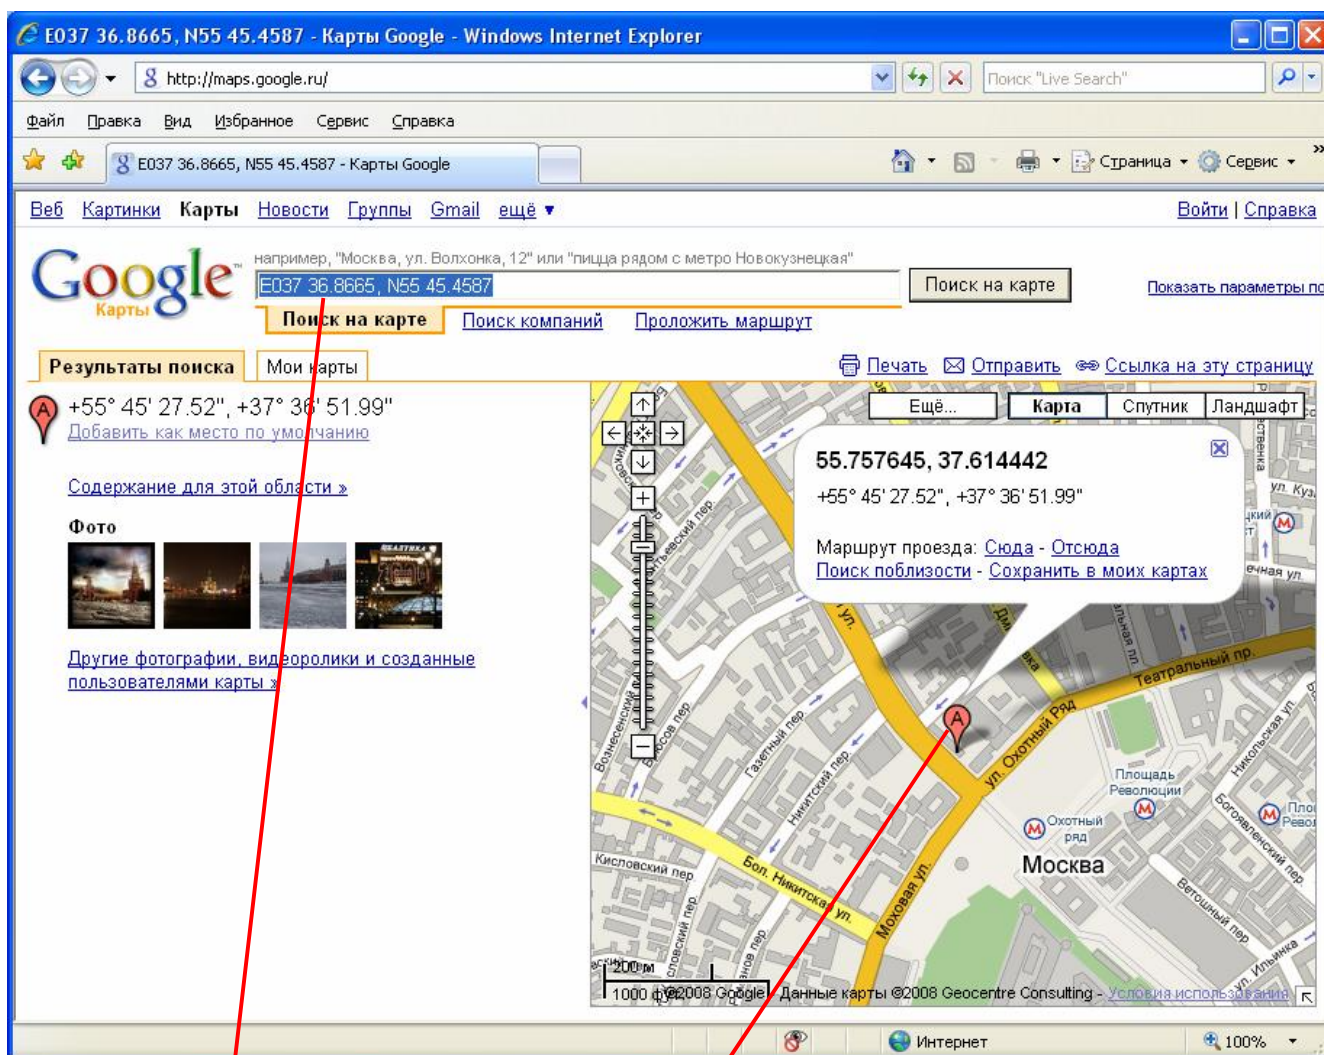 E037 36.8665, N55 45.4587 - Карты Google - Windows Internet Explorer
http://maps.google.ru/
Поиск "Live Search"
Файл Правка Вид Избранное Сервис Справка
E037 36.8665, N55 45.4587 - Карты Google
Страница Сервис »
Веб Картинки Карты Новости Группы Gmail ещё ▼
Войти | Справка
Google™
Карты
например, "Москва, ул. Волхонка, 12" или "пицца рядом с метро Новокузнецкая"
E037 36.8665, N55 45.4587
Поиск на карте
Показать параметры по
Поиск на карте Поиск компаний Проложить маршрут
Результаты поиска Мои карты
Печать Отправить Ссылка на эту страницу
A
+55° 45' 27.52", +37° 36' 51.99"
Добавить как место по умолчанию
Содержание для этой области »
Фото
Другие фотографии, видеоролики и созданные
пользователями карты »
Ещё... Карта Спутник Ландшафт
55.757645, 37.614442
+55° 45' 27.52", +37° 36' 51.99"
Маршрут проезда: Сюда - Отсюда
Поиск поблизости - Сохранить в моих картах
Театральный пр.
ул. Охотный Ряд
A
Газетный пер.
Никитский пер.
Вознесенский пер.
Никольская ул.
Площадь
Революции
Богоявленский пер.
Охотный
ряд
Москва
Кисловский пер.
Бол. Никитская ул.
Моховая ул.
Ветошный пер.
Ильинка
200 м
1000 фут
©2008 Google - Данные карты ©2008 Geocentre Consulting - Условия использования
Интернет
100%